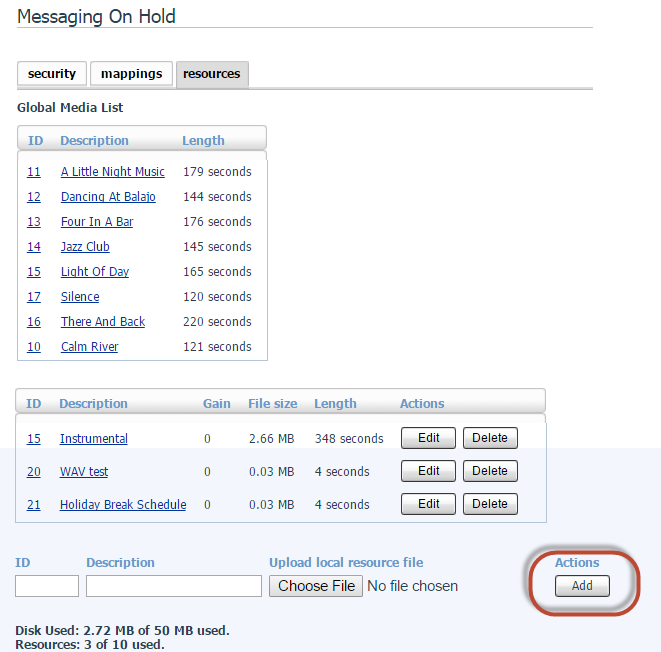 Messaging On Hold
security mappings resources
Global Media List
ID Description Length
11 A Little Night Music 179 seconds
12 Dancing At Balajo 144 seconds
13 Four In A Bar 176 seconds
14 Jazz Club 145 seconds
15 Light Of Day 165 seconds
17 Silence 120 seconds
16 There And Back 220 seconds
10 Calm River 121 seconds
ID Description Gain File size Length Actions
15 Instrumental 0 2.66 MB 348 seconds Edit Delete
20 WAV test 0 0.03 MB 4 seconds Edit Delete
21 Holiday Break Schedule 0 0.03 MB 4 seconds Edit Delete
ID Description Upload local resource file Actions
Choose File No file chosen Add
Disk Used: 2.72 MB of 50 MB used.
Resources: 3 of 10 used.